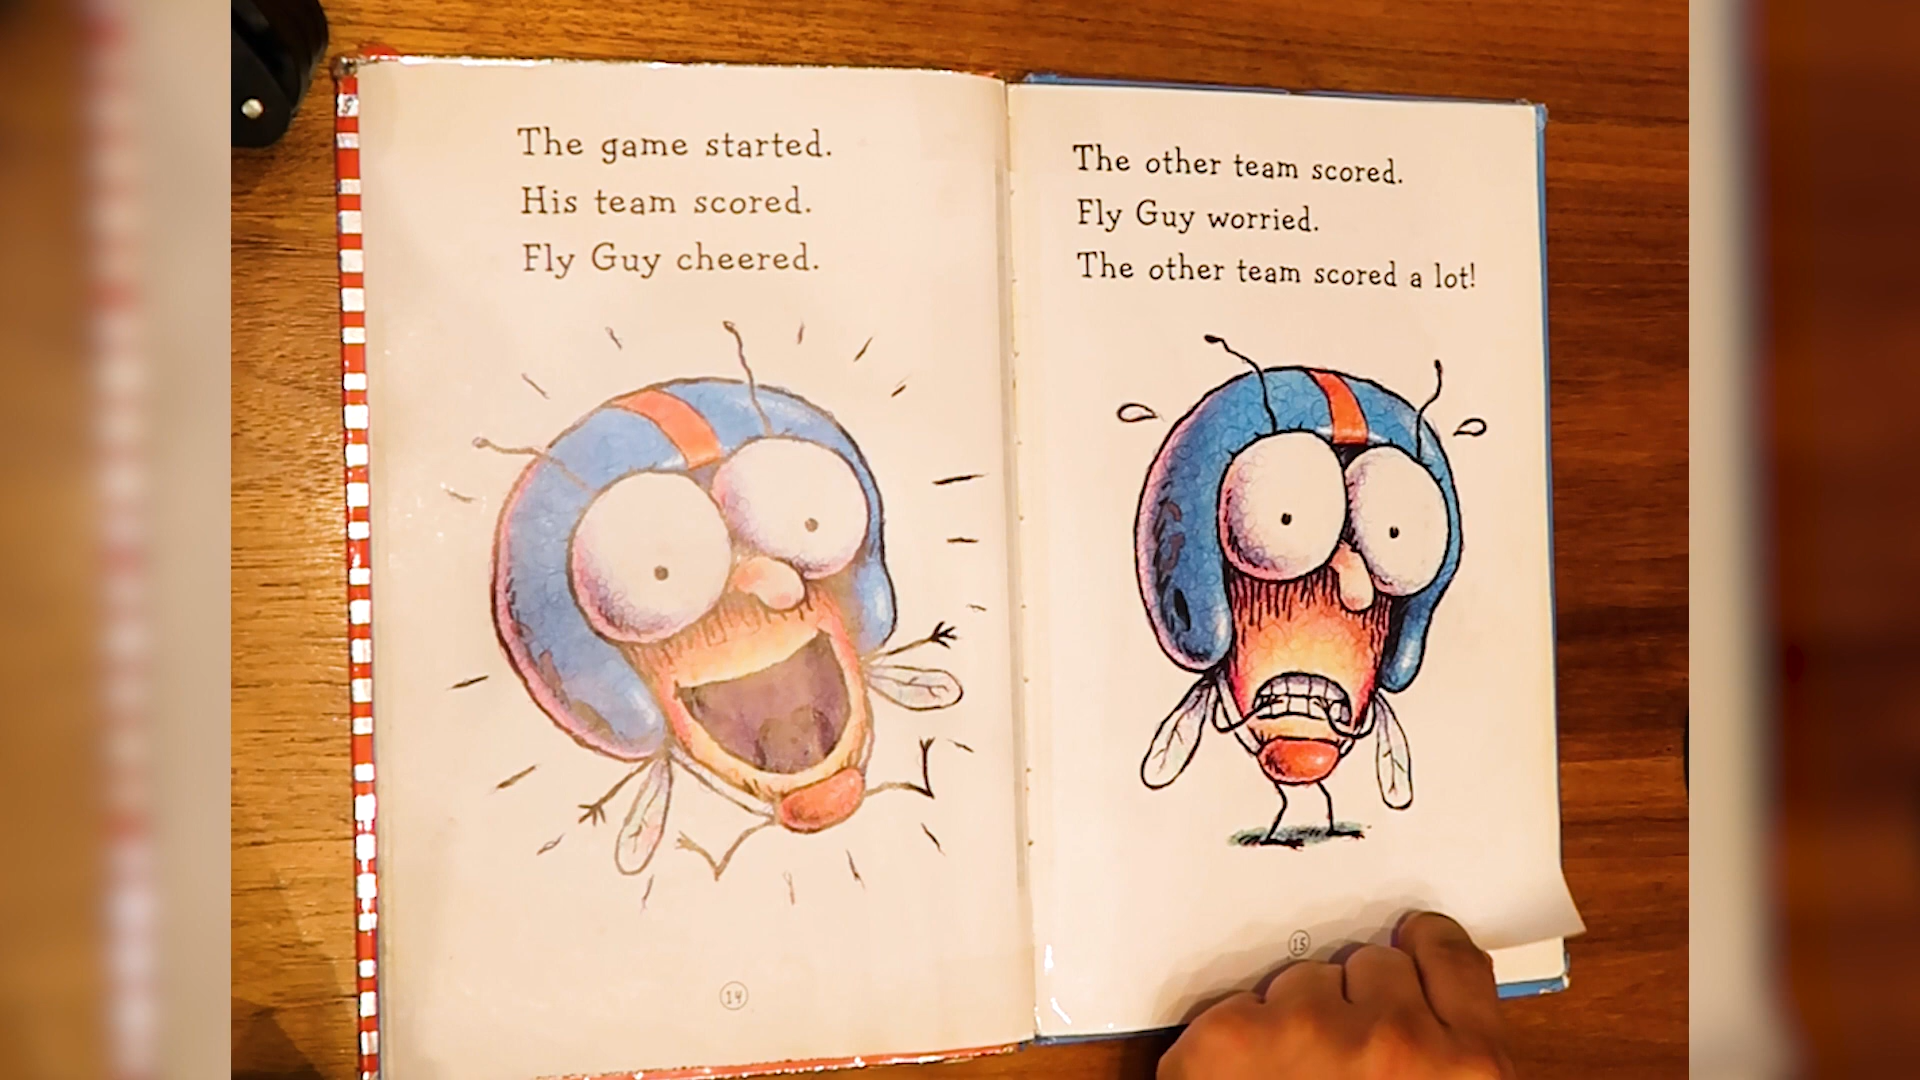 The game started.
His team scored.
Fly Guy cheered.
14
The other team scored.
Fly Guy worried.
The other team scored a lot!
15